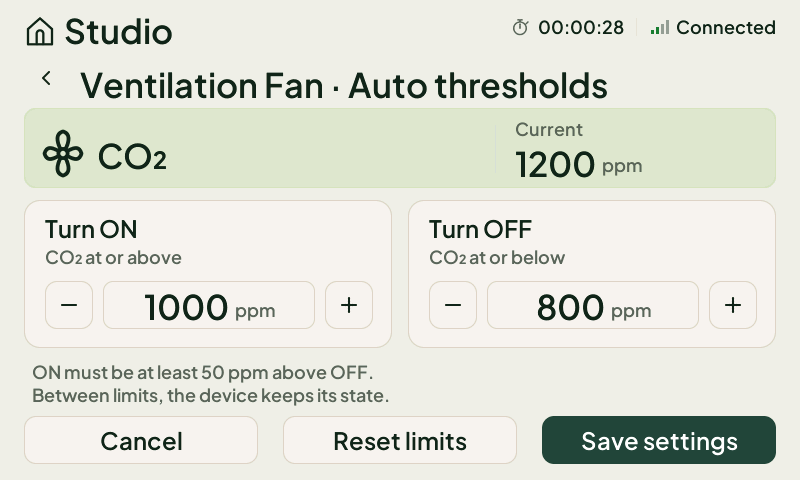 Studio
00:00:28
Connected
Ventilation Fan · Auto thresholds
CO₂
Current
1200 ppm
Turn ON
CO₂ at or above
− 1000 ppm +
Turn OFF
CO₂ at or below
− 800 ppm +
ON must be at least 50 ppm above OFF.
Between limits, the device keeps its state.
Cancel
Reset limits
Save settings